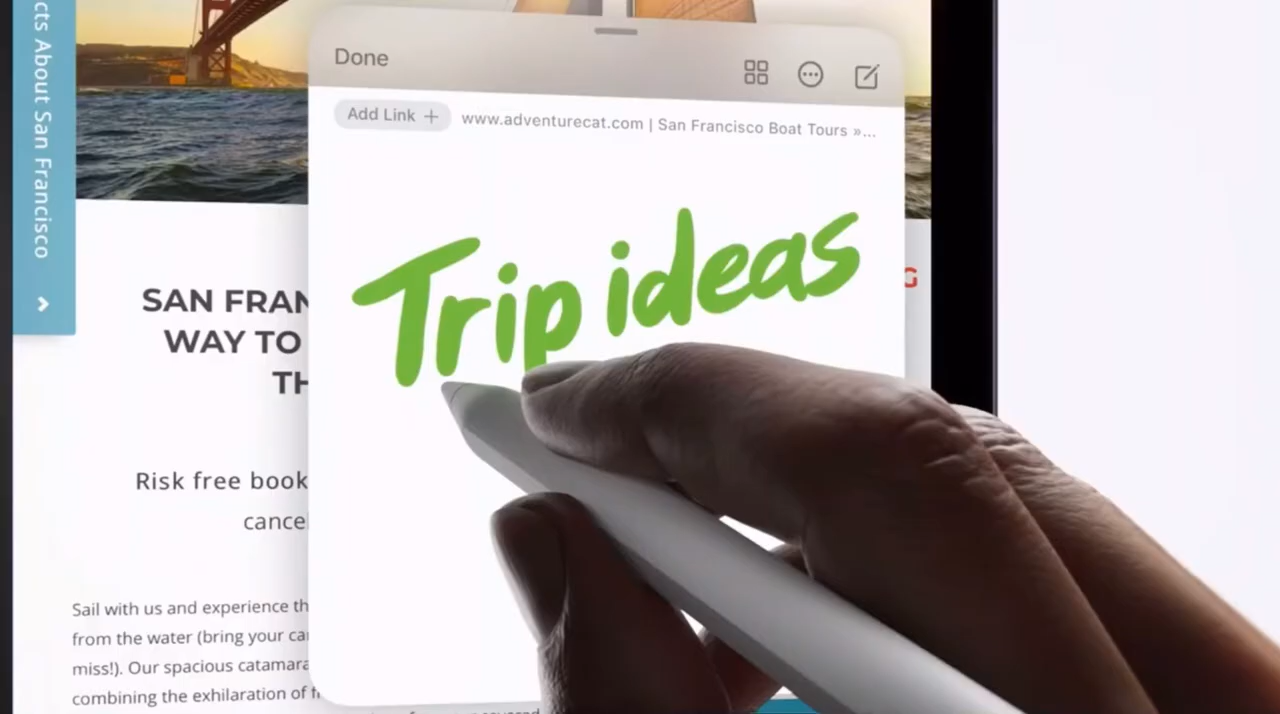 cts About San Francisco
Done
Add Link +
www.adventurecat.com | San Francisco Boat Tours »...
Trip ideas
G
SAN FRAN
WAY TO
TH
Risk free book
cancel
Sail with us and experience th
from the water (bring your ca
miss!). Our spacious catamara
combining the exhilaration of f